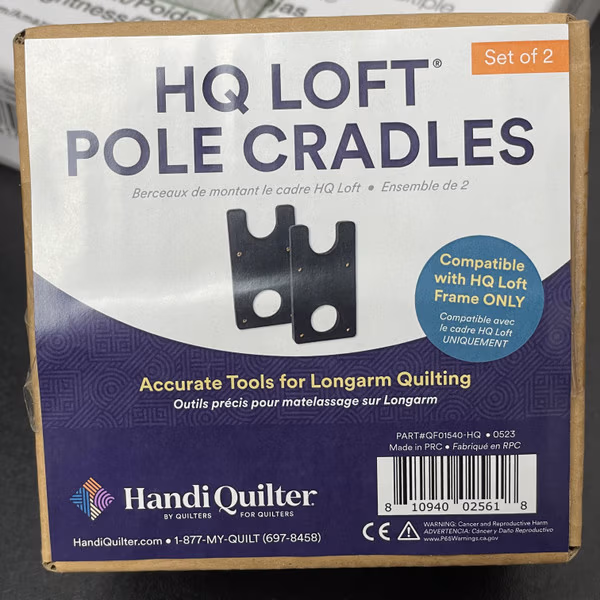 Set of 2
HQ LOFT®
POLE CRADLES
Berceaux de montant le cadre HQ Loft • Ensemble de 2
Compatible
with HQ Loft
Frame ONLY
Compatible avec
le cadre HQ Loft
UNIQUEMENT
Accurate Tools for Longarm Quilting
Outils précis pour matelassage sur Longarm
PART#QF01540-HQ • 0523
Made in PRC • Fabriqué en RPC
8 10940 02561 8
Handi Quilter
BY QUILTERS FOR QUILTERS
HandiQuilter.com • 1-877-MY-QUILT (697-8458)
CE
WARNING: Cancer and Reproductive Harm
ADVERTENCIA: Cáncer y Daño Reproductivo
www.P65Warnings.ca.gov